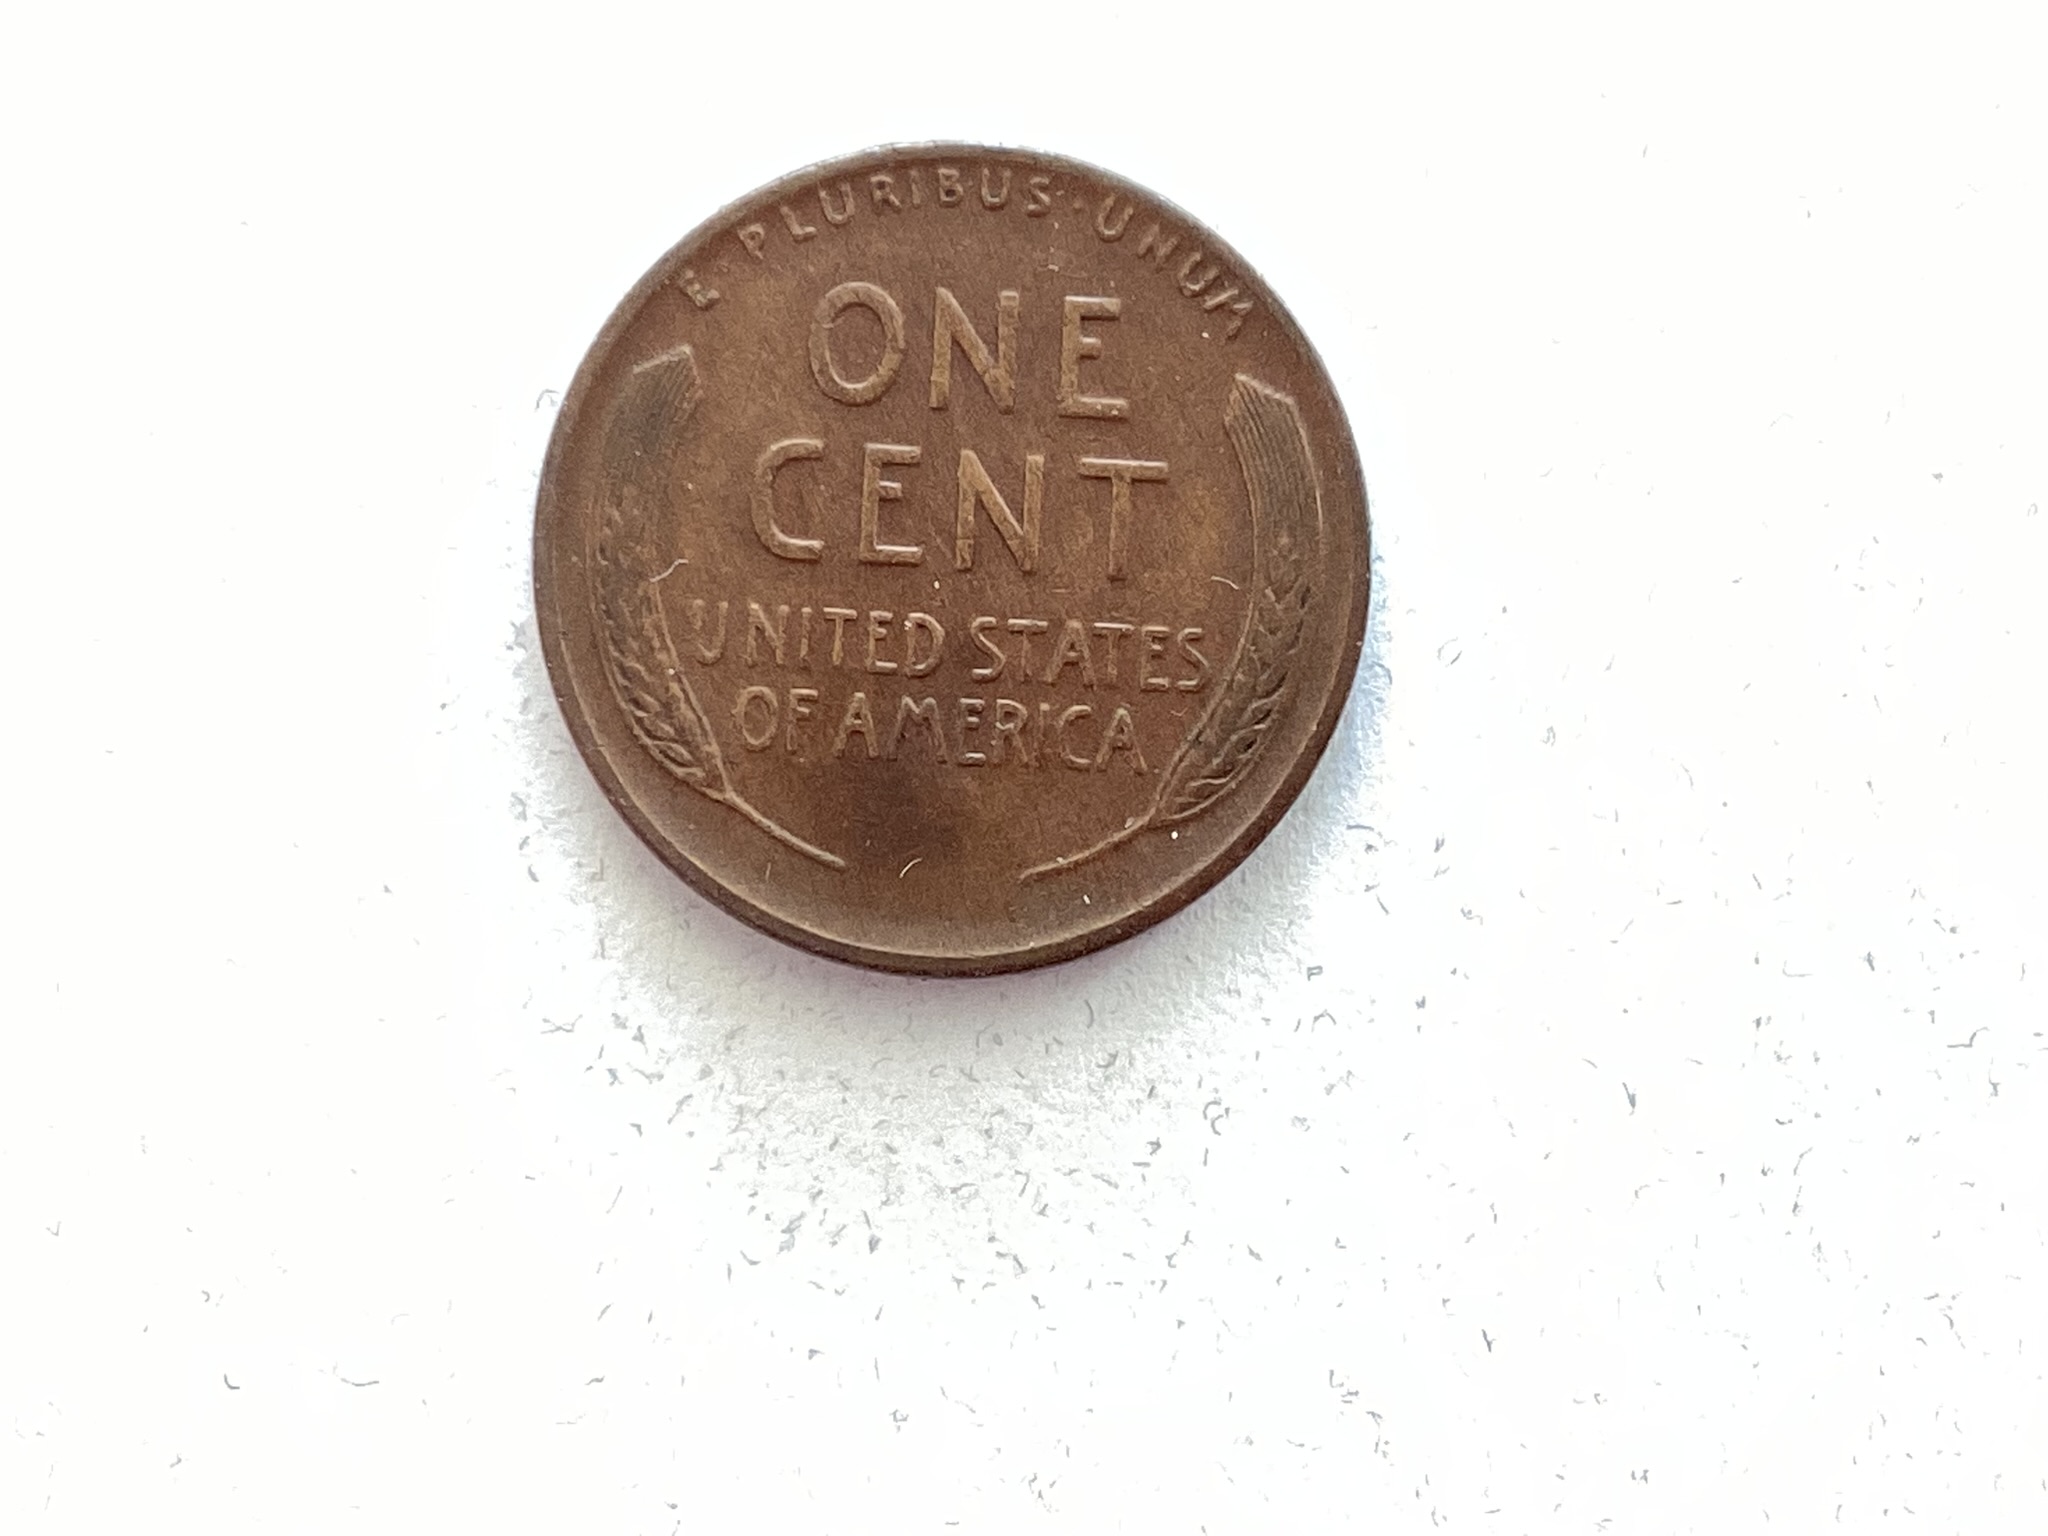 E·PLURIBUS·UNUM
ONE
CENT
UNITED STATES
OF AMERICA